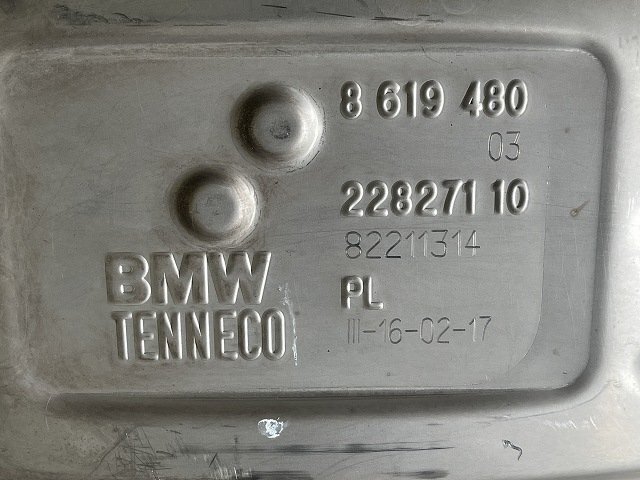 8 619 480
03
228271 10
82211314
BMW
PL
TENNECO
III-16-02-17